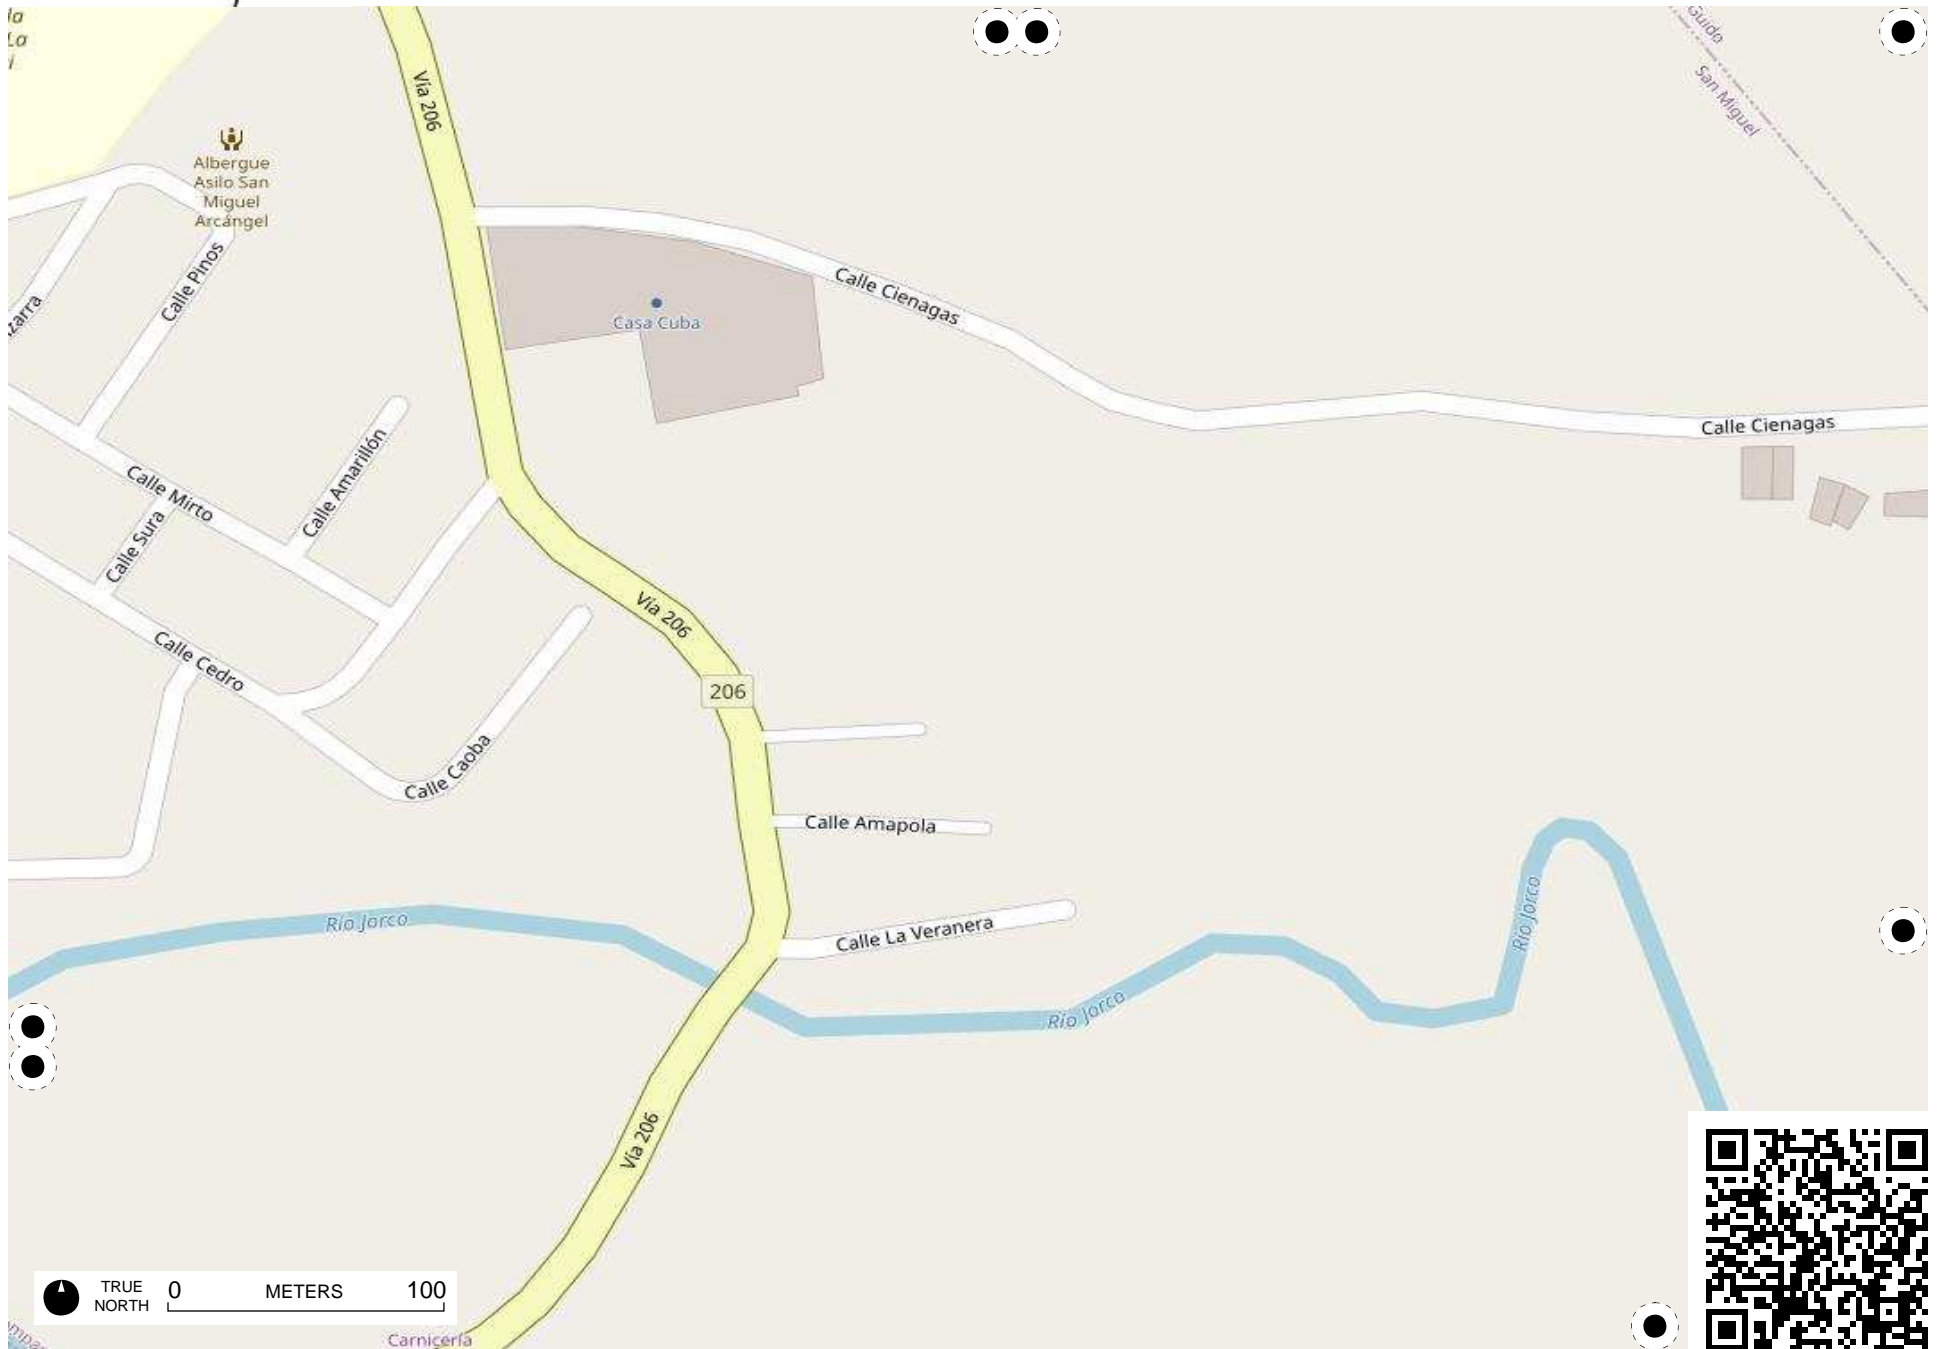 La
Guido
San Miguel
Vía 206
Albergue
Asilo San
Miguel
Arcángel
Calle Pinos
Casa Cuba
Calle Cienagas
Calle Cienagas
Calle Amarillón
Calle Mirto
Calle Sura
Vía 206
Calle Cedro
206
Calle Caoba
Calle Amapola
Río Jorco
Calle La Veranera
Río Jorco
Río Jorco
Vía 206
TRUE
NORTH
0 METERS 100
Carnicería